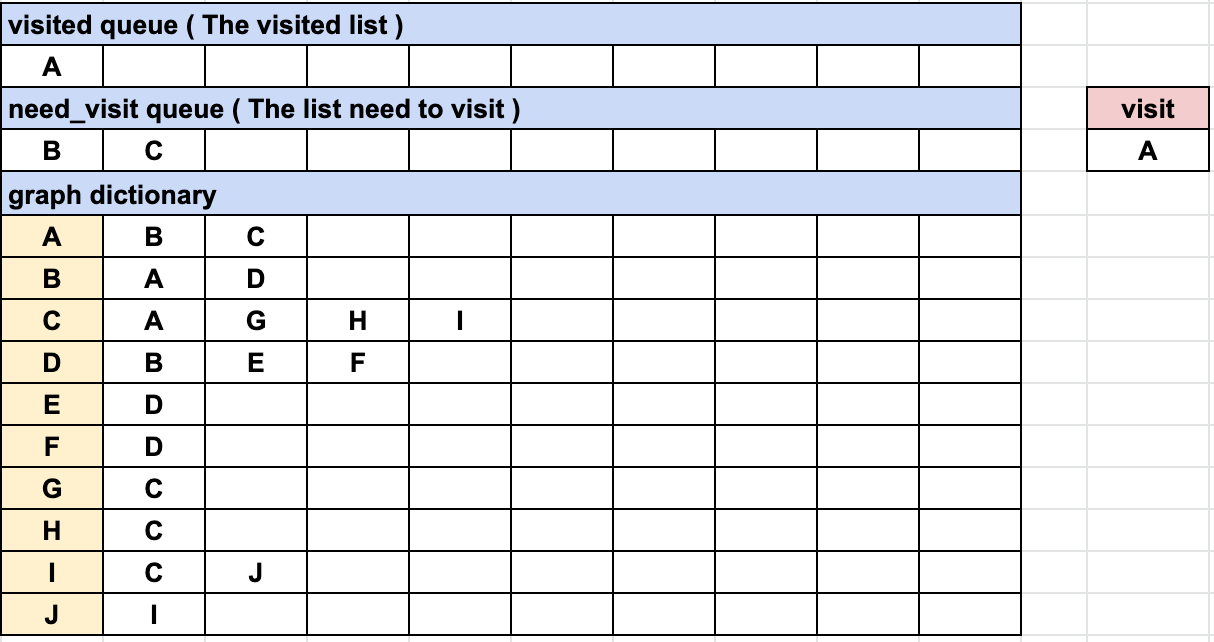 visited queue ( The visited list )
A
need_visit queue ( The list need to visit ) visit
B C A
graph dictionary
A B C
B A D
C A G H I
D B E F
E D
F D
G C
H C
I C J
J I